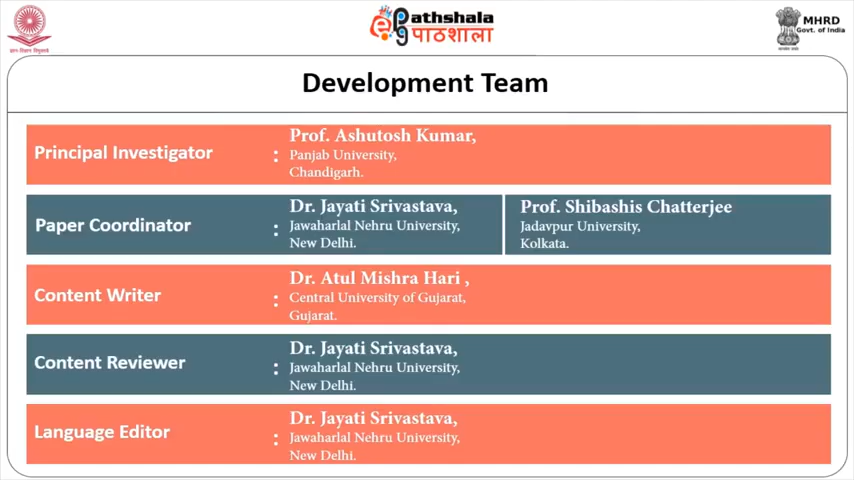 Pathshala
पाठशाला
MHRD
Govt. of India
Development Team
Principal Investigator
:
Prof. Ashutosh Kumar,
Panjab University,
Chandigarh.
Paper Coordinator
:
Dr. Jayati Srivastava,
Jawaharlal Nehru University,
New Delhi.
Prof. Shibashis Chatterjee
Jadavpur University,
Kolkata.
Content Writer
:
Dr. Atul Mishra Hari ,
Central University of Gujarat,
Gujarat.
Content Reviewer
:
Dr. Jayati Srivastava,
Jawaharlal Nehru University,
New Delhi.
Language Editor
:
Dr. Jayati Srivastava,
Jawaharlal Nehru University,
New Delhi.